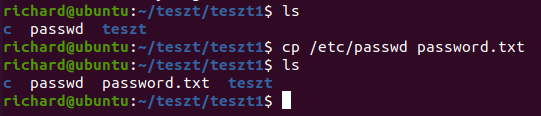 richard@ubuntu:~/teszt/teszt1$ ls
c  passwd  teszt
richard@ubuntu:~/teszt/teszt1$ cp /etc/passwd password.txt
richard@ubuntu:~/teszt/teszt1$ ls
c  passwd  password.txt  teszt
richard@ubuntu:~/teszt/teszt1$